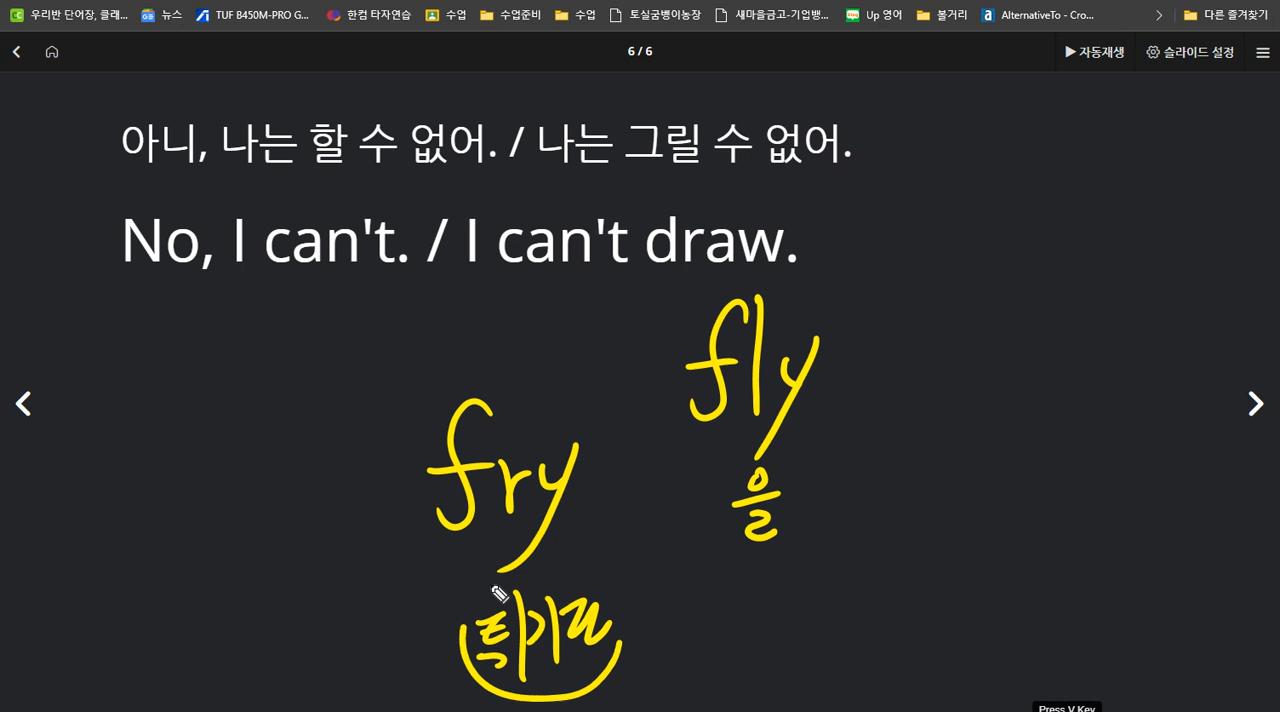 우리반 단어장, 클래... 뉴스 TUF B450M-PRO G... 한컴 타자연습 수업 수업준비 수업 토실궁뱅이농장 새마을금고-기업뱅... Up 영어 볼거리 AlternativeTo - Cro... 다른 즐겨찾기
6 / 6 자동재생 슬라이드 설정
아니, 나는 할 수 없어. / 나는 그릴 수 없어.
No, I can't. / I can't draw.
fly
fry
을
Press V Key